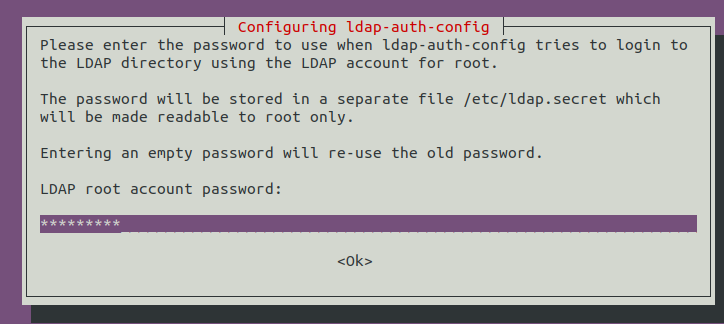 Configuring ldap-auth-config
Please enter the password to use when ldap-auth-config tries to login to
the LDAP directory using the LDAP account for root.
The password will be stored in a separate file /etc/ldap.secret which
will be made readable to root only.
Entering an empty password will re-use the old password.
LDAP root account password:
*********
<Ok>